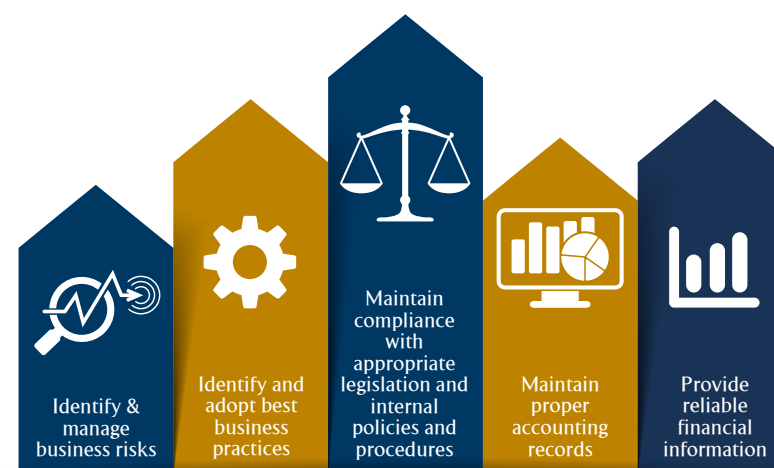 Identify &
manage
business risks
Identify and
adopt best
business
practices
Maintain
compliance
with
appropriate
legislation and
internal
policies and
procedures
Maintain
proper
accounting
records
Provide
reliable
financial
information